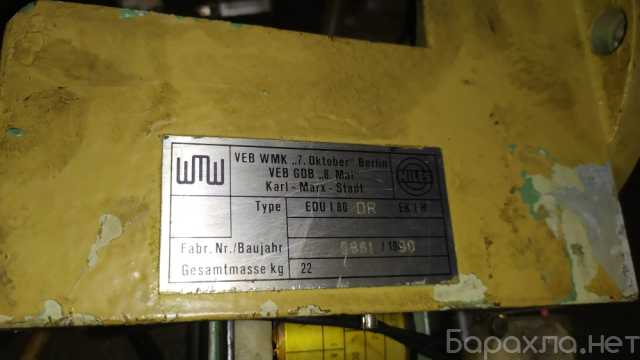 WMW
VEB WMK „7. Oktober" Berlin
VEB GDB „8. Mai"
Karl - Marx - Stadt
NILES
Type EDU I 80 DR
Fabr. Nr./Baujahr /1990
Gesamtmasse kg 22
Барахла.нет